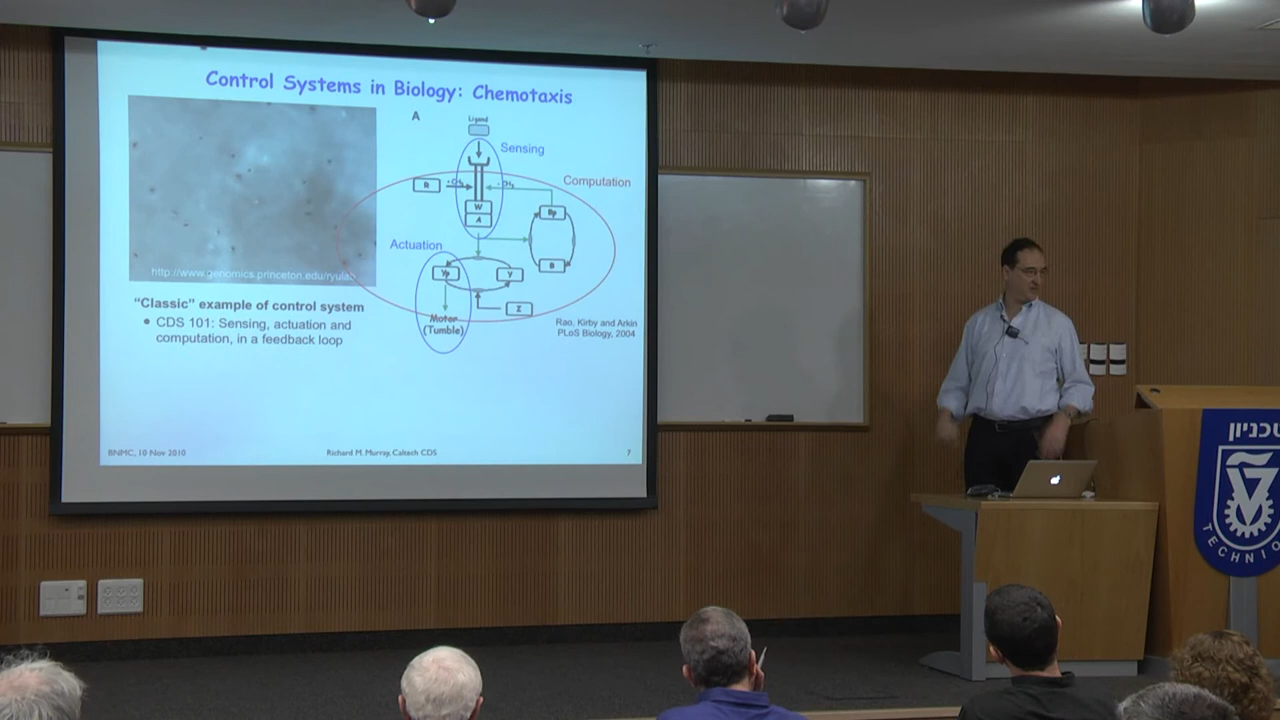 Control Systems in Biology: Chemotaxis
http://www.genomics.princeton.edu/ryulab
A
Ligand
Sensing
Computation
R
W
A
Bp
B
Actuation
Yp
Y
Z
Motor
(Tumble)
"Classic" example of control system
• CDS 101: Sensing, actuation and
computation, in a feedback loop
Rao, Kirby and Arkin
PLoS Biology, 2004
BNMC, 10 Nov 2010
Richard M. Murray, Caltech CDS
7
טכניון
TECHNIO